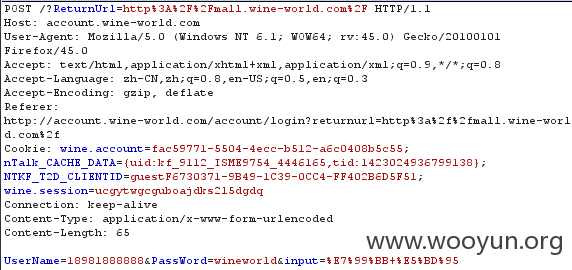 POST /?ReturnUrl=http%3A%2F%2Fmall.wine-world.com%2F HTTP/1.1
Host: account.wine-world.com
User-Agent: Mozilla/5.0 (Windows NT 6.1; WOW64; rv:45.0) Gecko/20100101
Firefox/45.0
Accept: text/html,application/xhtml+xml,application/xml;q=0.9,*/*;q=0.8
Accept-Language: zh-CN,zh;q=0.8,en-US;q=0.5,en;q=0.3
Accept-Encoding: gzip, deflate
Referer:
http://account.wine-world.com/account/login?returnurl=http%3a%2f%2fmall.wine-worl
d.com%2f
Cookie: wine.account=fac59771-5504-4ecc-b512-a6c0408b5c55;
nTalk_CACHE_DATA={uid:kf_9112_ISME9754_4446165,tid:1423024936799138};
NTKF_T2D_CLIENTID=guestF6730371-9B49-1C39-0CC4-FF402B6D5F51;
wine.session=ucgytwgcguboajdks2l5dgdq
Connection: keep-alive
Content-Type: application/x-www-form-urlencoded
Content-Length: 65
UserName=18981888888&PassWord=wineworld&input=%E7%99%BB+%E5%BD%95
www.wooyun.org